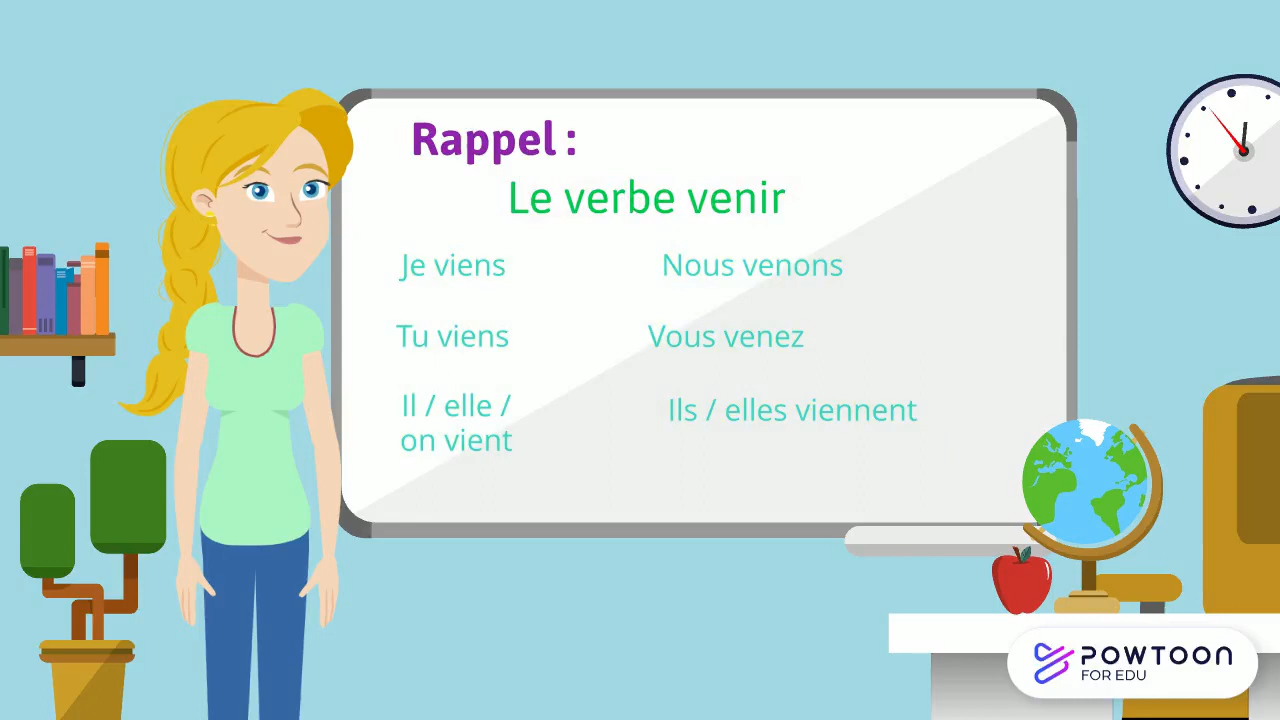 Rappel :
Le verbe venir
Je viens
Tu viens
Il / elle /
on vient
Nous venons
Vous venez
Ils / elles viennent
POWTOON
FOR EDU